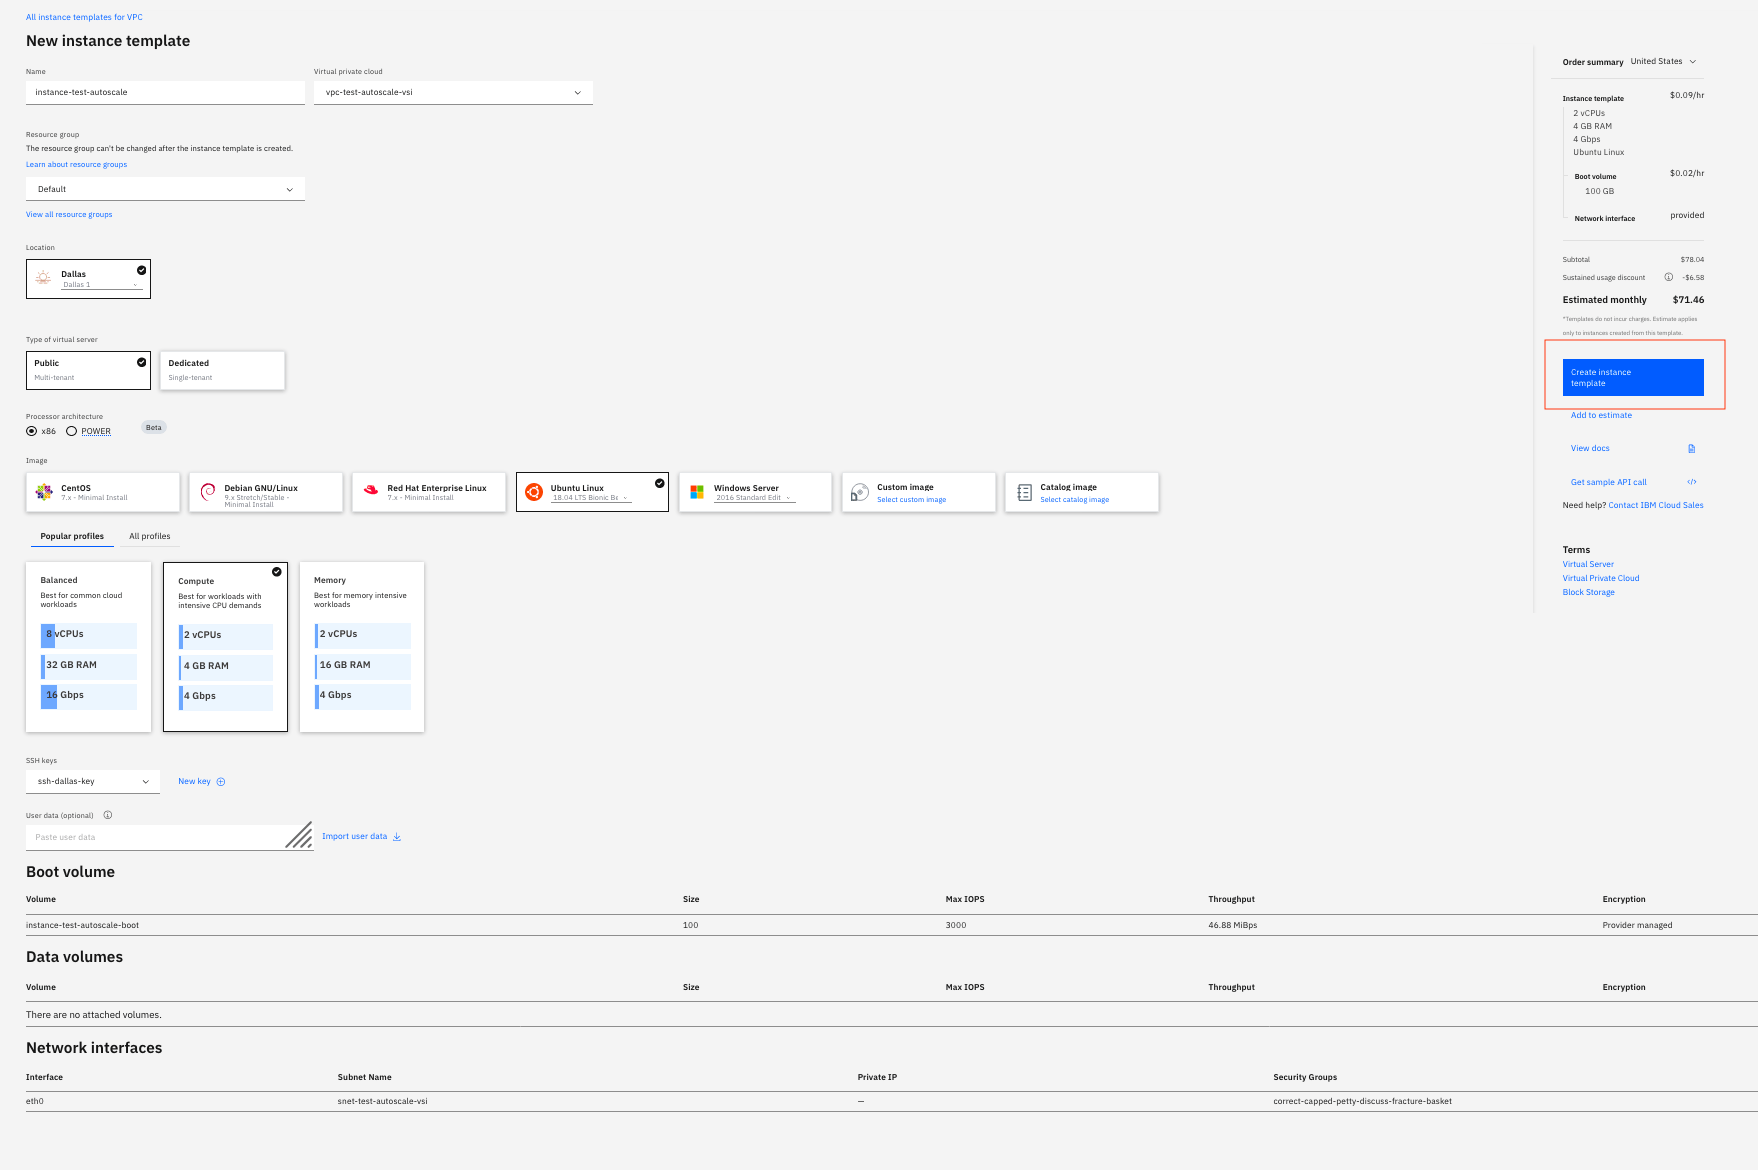 All instance templates for VPC
New instance template
Name
instance-test-autoscale
Virtual private cloud
vpc-test-autoscale-vsi
Resource group
The resource group can't be changed after the instance template is created.
Learn about resource groups
Default
View all resource groups
Location
Dallas
Dallas 1
Type of virtual server
Public
Multi-tenant
Dedicated
Single-tenant
Processor architecture
x86
POWER
Beta
Image
CentOS
7.x - Minimal Install
Debian GNU/Linux
9.x Stretch/Stable -
Minimal Install
Red Hat Enterprise Linux
7.x - Minimal Install
Ubuntu Linux
18.04 LTS Bionic Be
Windows Server
2016 Standard Edit
Custom image
Select custom image
Catalog image
Select catalog image
Popular profiles
All profiles
Balanced
Best for common cloud
workloads
8 vCPUs
32 GB RAM
16 Gbps
Compute
Best for workloads with
intensive CPU demands
2 vCPUs
4 GB RAM
4 Gbps
Memory
Best for memory intensive
workloads
2 vCPUs
16 GB RAM
4 Gbps
SSH keys
ssh-dallas-key
New key
User data (optional)
Paste user data
Import user data
Boot volume
Volume Size Max IOPS Throughput Encryption
instance-test-autoscale-boot 100 3000 46.88 MiBps Provider managed
Data volumes
Volume Size Max IOPS Throughput Encryption
There are no attached volumes.
Network interfaces
Interface Subnet Name Private IP Security Groups
eth0 snet-test-autoscale-vsi — correct-capped-petty-discuss-fracture-basket
Order summary United States
Instance template $0.09/hr
2 vCPUs
4 GB RAM
4 Gbps
Ubuntu Linux
Boot volume $0.02/hr
100 GB
Network interface provided
Subtotal $78.04
Sustained usage discount -$6.58
Estimated monthly $71.46
*Templates do not incur charges. Estimate applies
only to instances created from this template.
Create instance
template
Add to estimate
View docs
Get sample API call </>
Need help? Contact IBM Cloud Sales
Terms
Virtual Server
Virtual Private Cloud
Block Storage